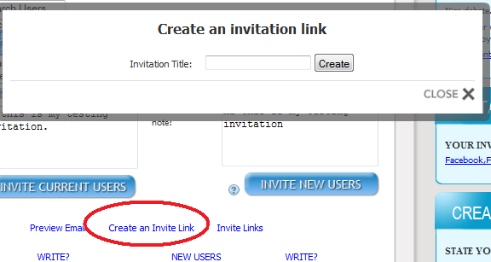 rch Users
Create an invitation link
Invitation Title: Create
CLOSE X
this is my testing
itation.
note:
invitation
INVITE CURRENT USERS
? INVITE NEW USERS
Preview Email Create an Invite Link Invite Links
WRITE? NEW USERS WRITE?
YOUR INV
Facebook,F
CREA
STATE YO